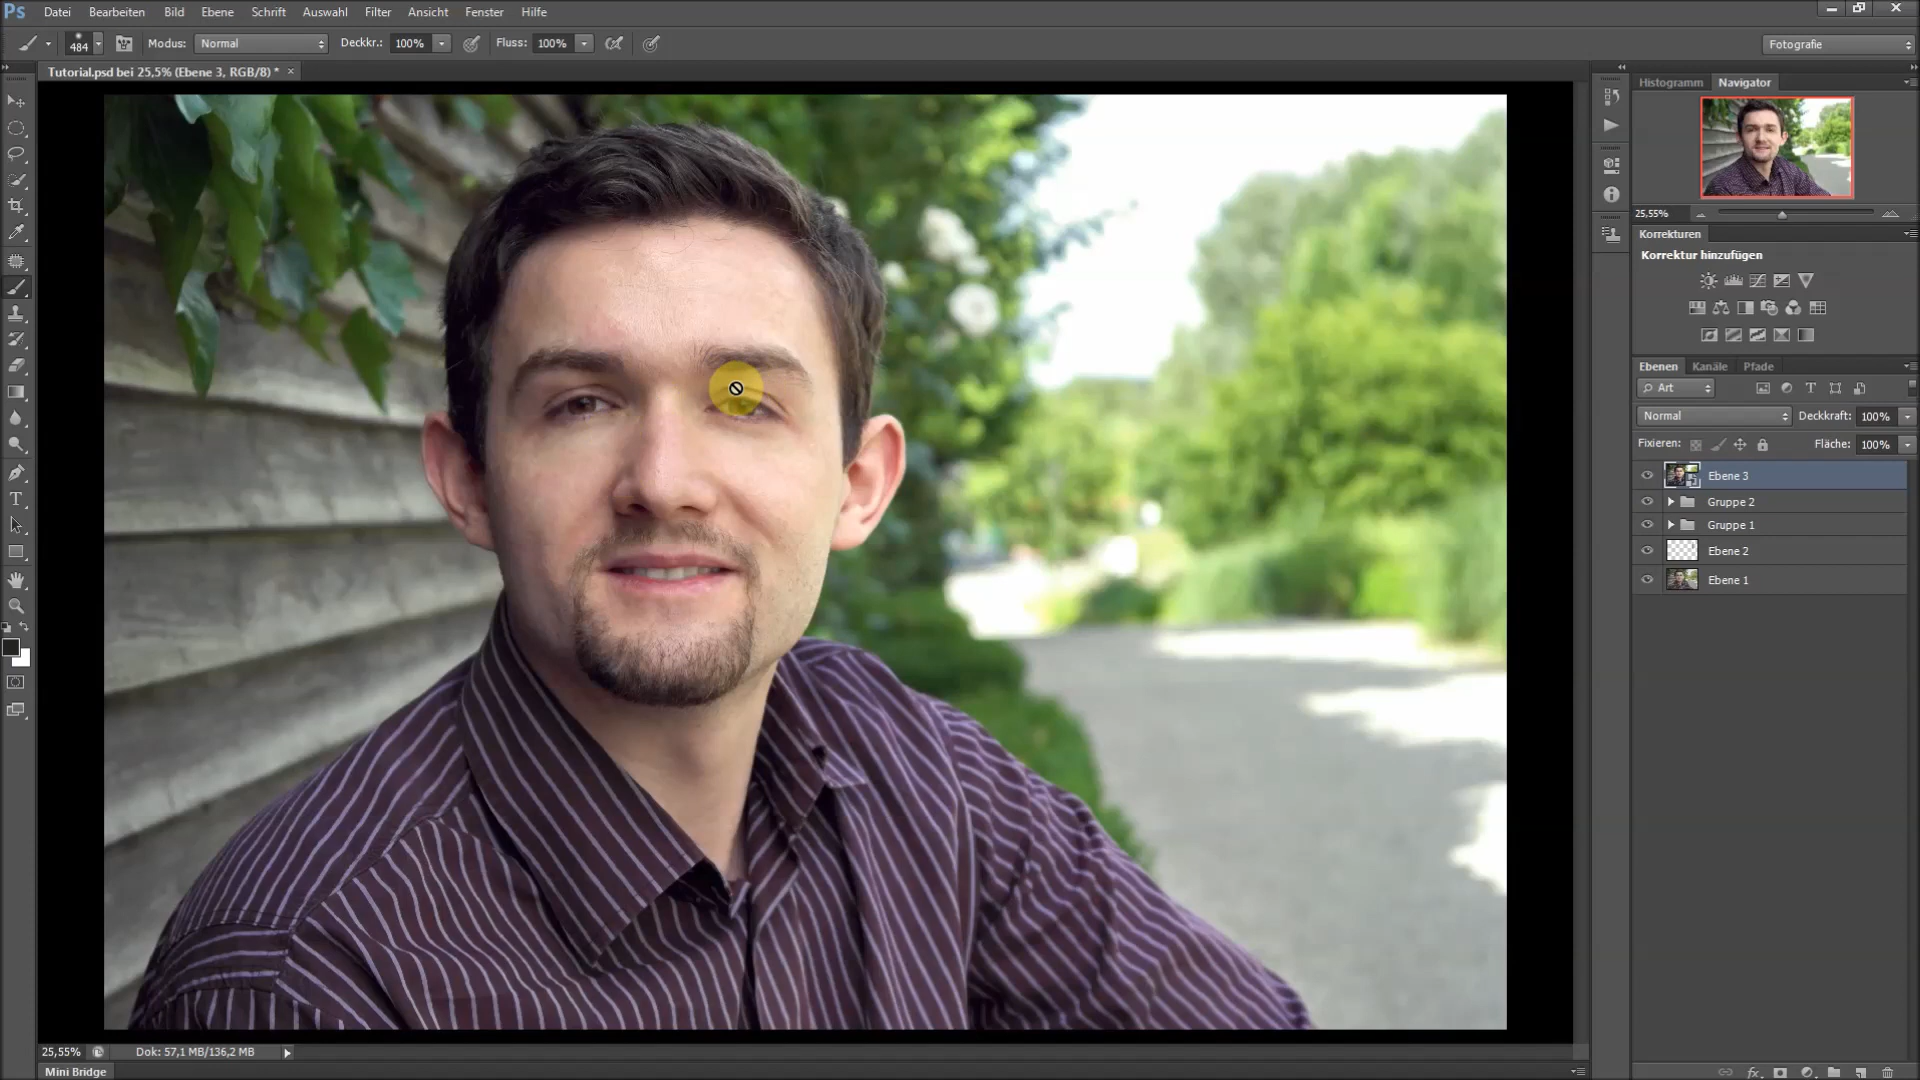 Ps Datei Bearbeiten Bild Ebene Schrift Auswahl Filter Ansicht Fenster Hilfe
484 Modus: Normal Deckkr.: 100% Fluss: 100% Fotografie
Tutorial.psd bei 25,5% (Ebene 3, RGB/8) * ×
Histogramm Navigator
25,55%
Korrekturen
Korrektur hinzufügen
Ebenen Kanäle Pfade
Art
Normal Deckkraft: 100%
Fixieren: Fläche: 100%
Ebene 3
Gruppe 2
Gruppe 1
Ebene 2
Ebene 1
25,55% Dok: 57,1 MB/136,2 MB
Mini Bridge